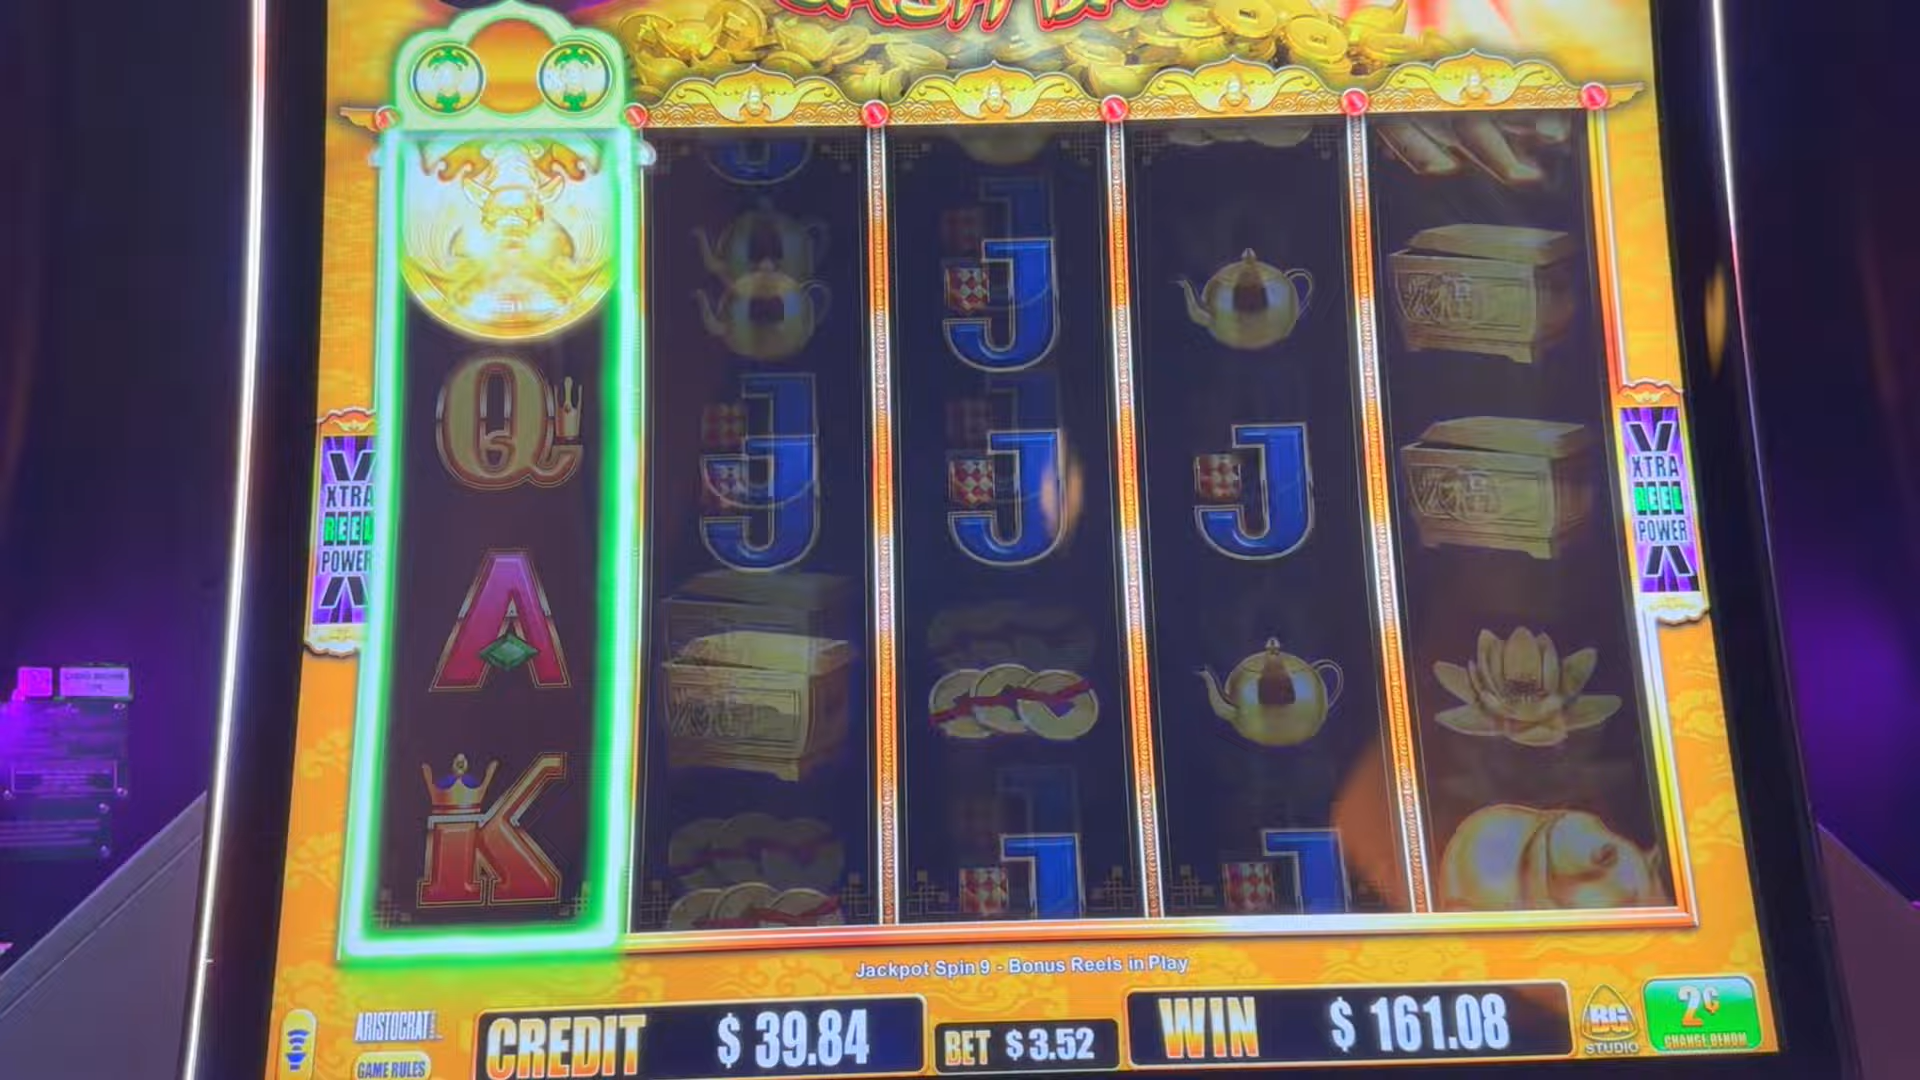 XTRA
REEL
POWER
XTRA
REEL
POWER
Q
A
K
J
J
J
J
J
J
Jackpot Spin 9 - Bonus Reels in Play
ARISTOCRAT
GAME RULES
CREDIT $ 39.84
BET $ 3.52
WIN $ 161.08
BG
STUDIO
2¢
CHANGE DENOM